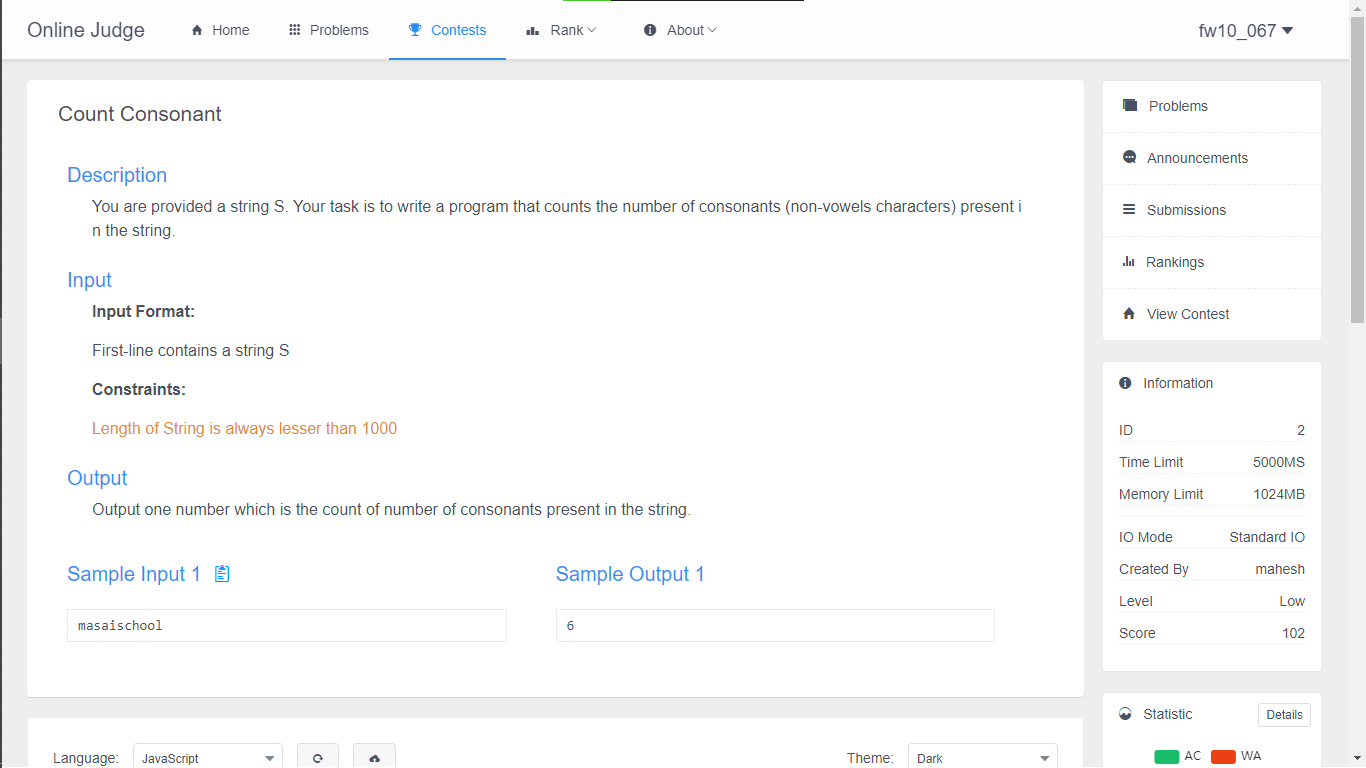 Online Judge
Home
Problems
Contests
Rank
About
fw10_067
Count Consonant
Description
You are provided a string S. Your task is to write a program that counts the number of consonants (non-vowels characters) present i
n the string.
Input
Input Format:
First-line contains a string S
Constraints:
Length of String is always lesser than 1000
Output
Output one number which is the count of number of consonants present in the string.
Sample Input 1
Sample Output 1
masaischool
6
Language:
JavaScript
Theme:
Dark
Problems
Announcements
Submissions
Rankings
View Contest
Information
ID 2
Time Limit 5000MS
Memory Limit 1024MB
IO Mode Standard IO
Created By mahesh
Level Low
Score 102
Statistic
Details
AC WA